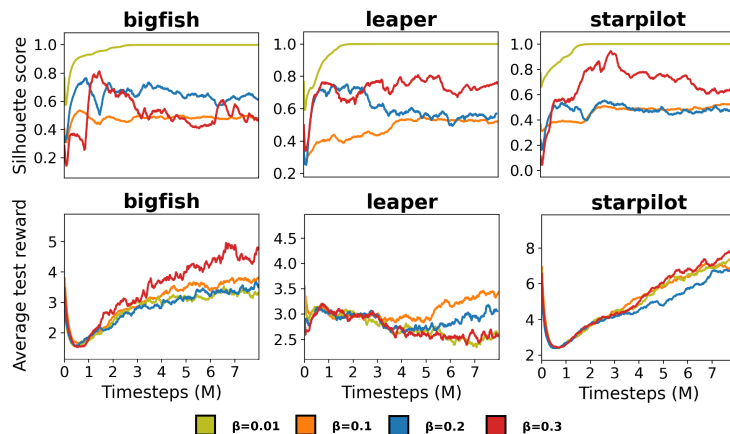 bigfish leaper starpilot
Silhouette score
1.0 0.8 0.6 0.4 0.2
1.0 0.8 0.6 0.4 0.2
1.0 0.8 0.6 0.4 0.2 0.0
bigfish leaper starpilot
Average test reward
5 4 3 2
4.5 4.0 3.5 3.0 2.5
8 6 4 2
0 1 2 3 4 5 6 7
0 1 2 3 4 5 6 7
0 1 2 3 4 5 6 7
Timesteps (M) Timesteps (M) Timesteps (M)
β=0.01 β=0.1 β=0.2 β=0.3